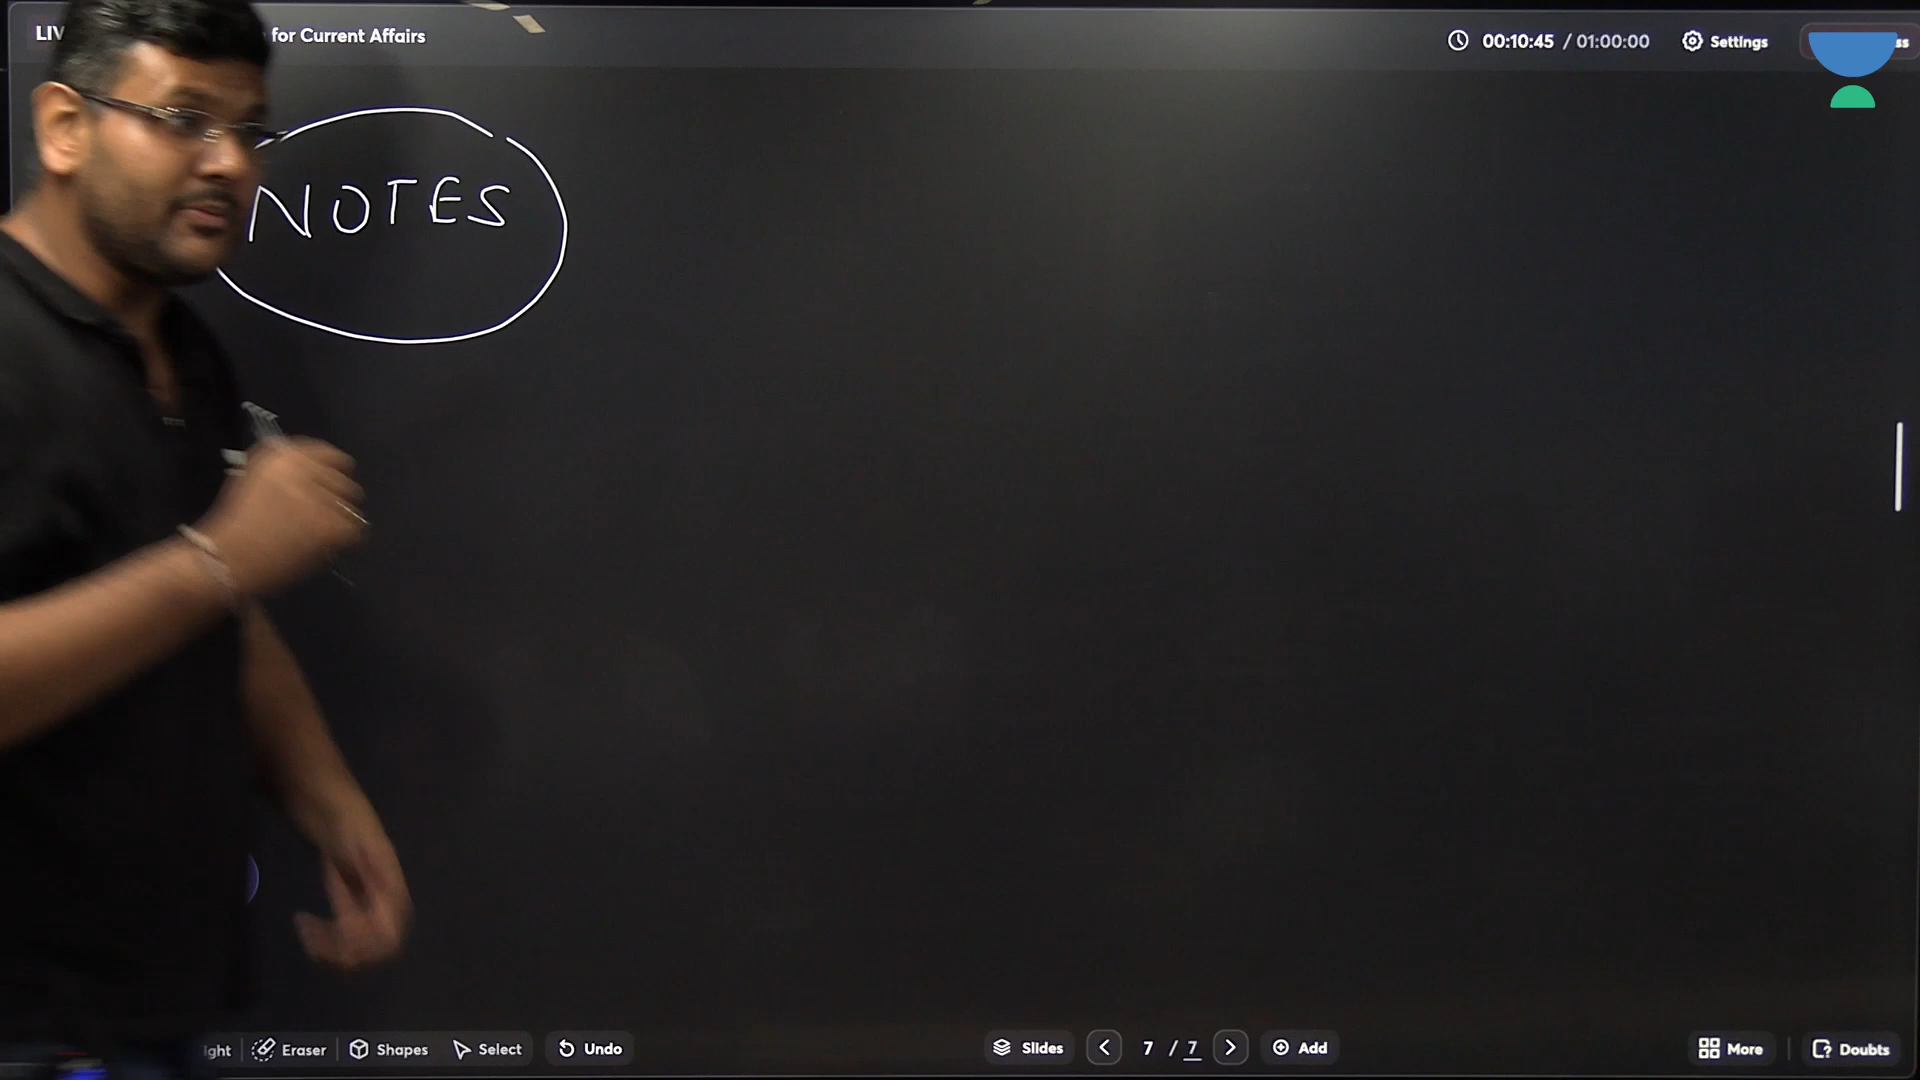 LIV for Current Affairs 00:10:45 / 01:00:00 Settings ss
NOTES
ight Eraser Shapes Select Undo Slides 7 / 7 Add More Doubts